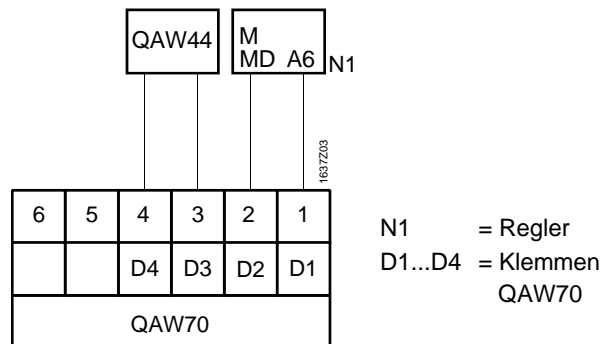 QAW44
M
MD A6
N1
1637Z03
6 5 4 3 2 1
D4 D3 D2 D1
QAW70
N1 = Regler
D1...D4 = Klemmen
QAW70